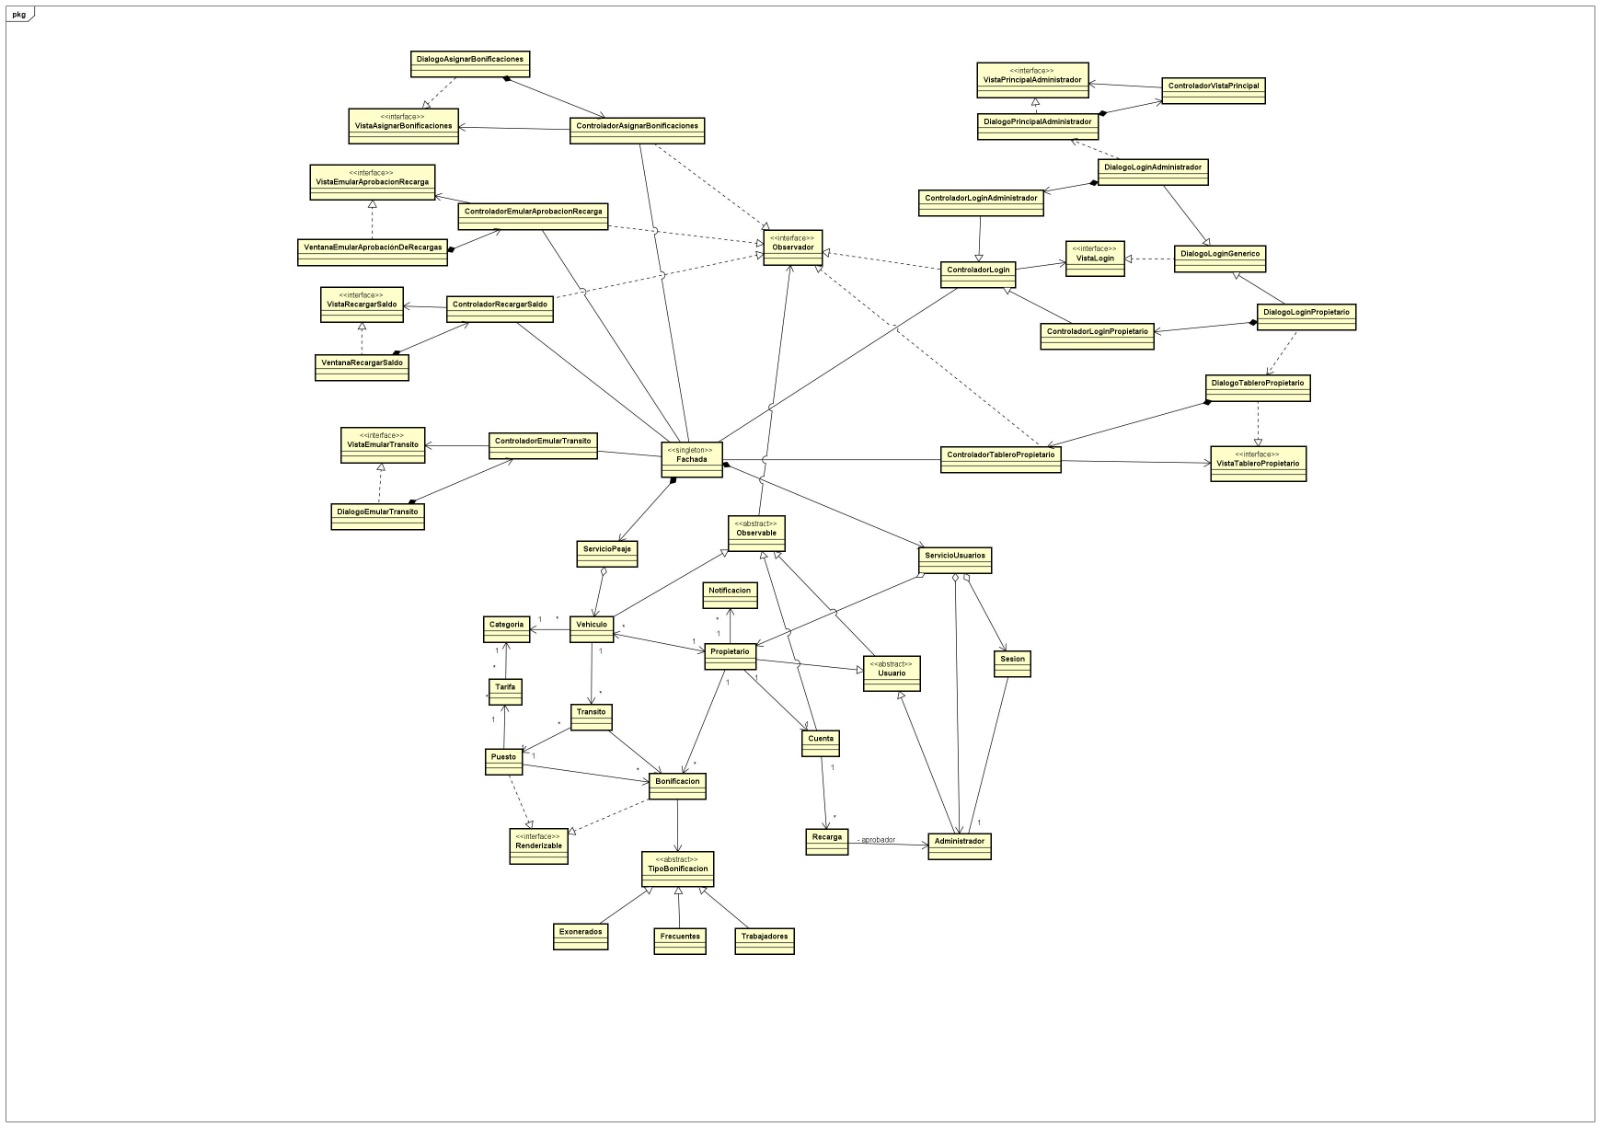 pkg
DialogoAsignarBonificaciones
<<interface>>
VistaAsignarBonificaciones
ControladorAsignarBonificaciones
<<interface>>
VistaPrincipalAdministrador
ControladorVistaPrincipal
DialogoPrincipalAdministrador
DialogoLoginAdministrador
<<interface>>
VistaEmularAprobacionRecarga
ControladorEmularAprobacionRecarga
VentanaEmularAprobaciónDeRecargas
ControladorLoginAdministrador
<<interface>>
Observador
<<interface>>
VistaLogin
DialogoLoginGenerico
ControladorLogin
<<interface>>
VistaRecargarSaldo
ControladorRecargarSaldo
VentanaRecargarSaldo
ControladorLoginPropietario
DialogoLoginPropietario
DialogoTableroPropietario
<<interface>>
VistaEmularTransito
ControladorEmularTransito
<<singleton>>
Fachada
ControladorTableroPropietario
<<interface>>
VistaTableroPropietario
DialogoEmularTransito
<<abstract>>
Observable
ServicioPeaje
ServicioUsuarios
Notificacion
*
1
Categoria
1
*
Vehiculo
*
1
1
Propietario
1
1
<<abstract>>
Usuario
Sesion
1
*
Tarifa
*
1
*
Transito
*
Puesto
1
Cuenta
1
*
*
Bonificacion
*
Recarga
- aprobador
1
Administrador
<<interface>>
Renderizable
<<abstract>>
TipoBonificacion
Exonerados
Frecuentes
Trabajadores